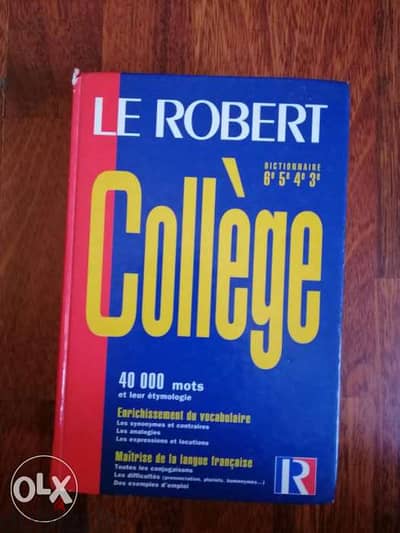 LE ROBERT
DICTIONNAIRE
6e 5e 4e 3e
Collège
40 000 mots
et leur étymologie
Enrichissement du vocabulaire
Les synonymes et contraires
Les analogies
Les expressions et locutions
Maîtrise de la langue française
Toutes les conjugaisons
Les difficultés (prononciation, pluriels, homonymes...)
Des exemples d'emploi
R
OLX